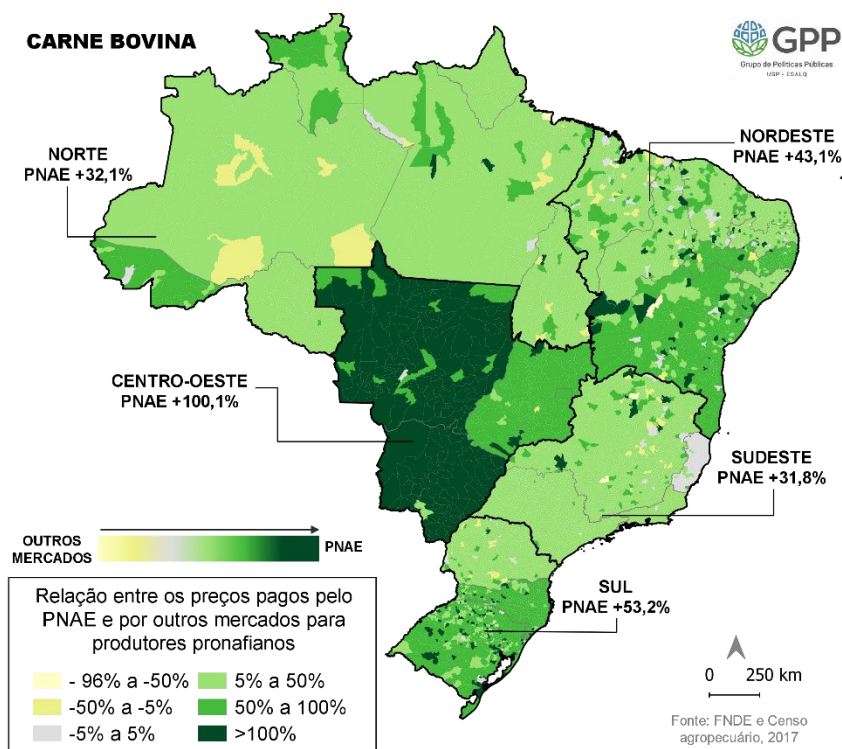 CARNE BOVINA
GPP
Grupo de Políticas Públicas
USP - ESALQ
NORTE
PNAE +32,1%
NORDESTE
PNAE +43,1%
CENTRO-OESTE
PNAE +100,1%
SUDESTE
PNAE +31,8%
SUL
PNAE +53,2%
OUTROS
MERCADOS
PNAE
Relação entre os preços pagos pelo
PNAE e por outros mercados para
produtores pronafianos
- 96% a -50%
5% a 50%
-50% a -5%
50% a 100%
-5% a 5%
>100%
0 250 km
Fonte: FNDE e Censo
agropecuário, 2017